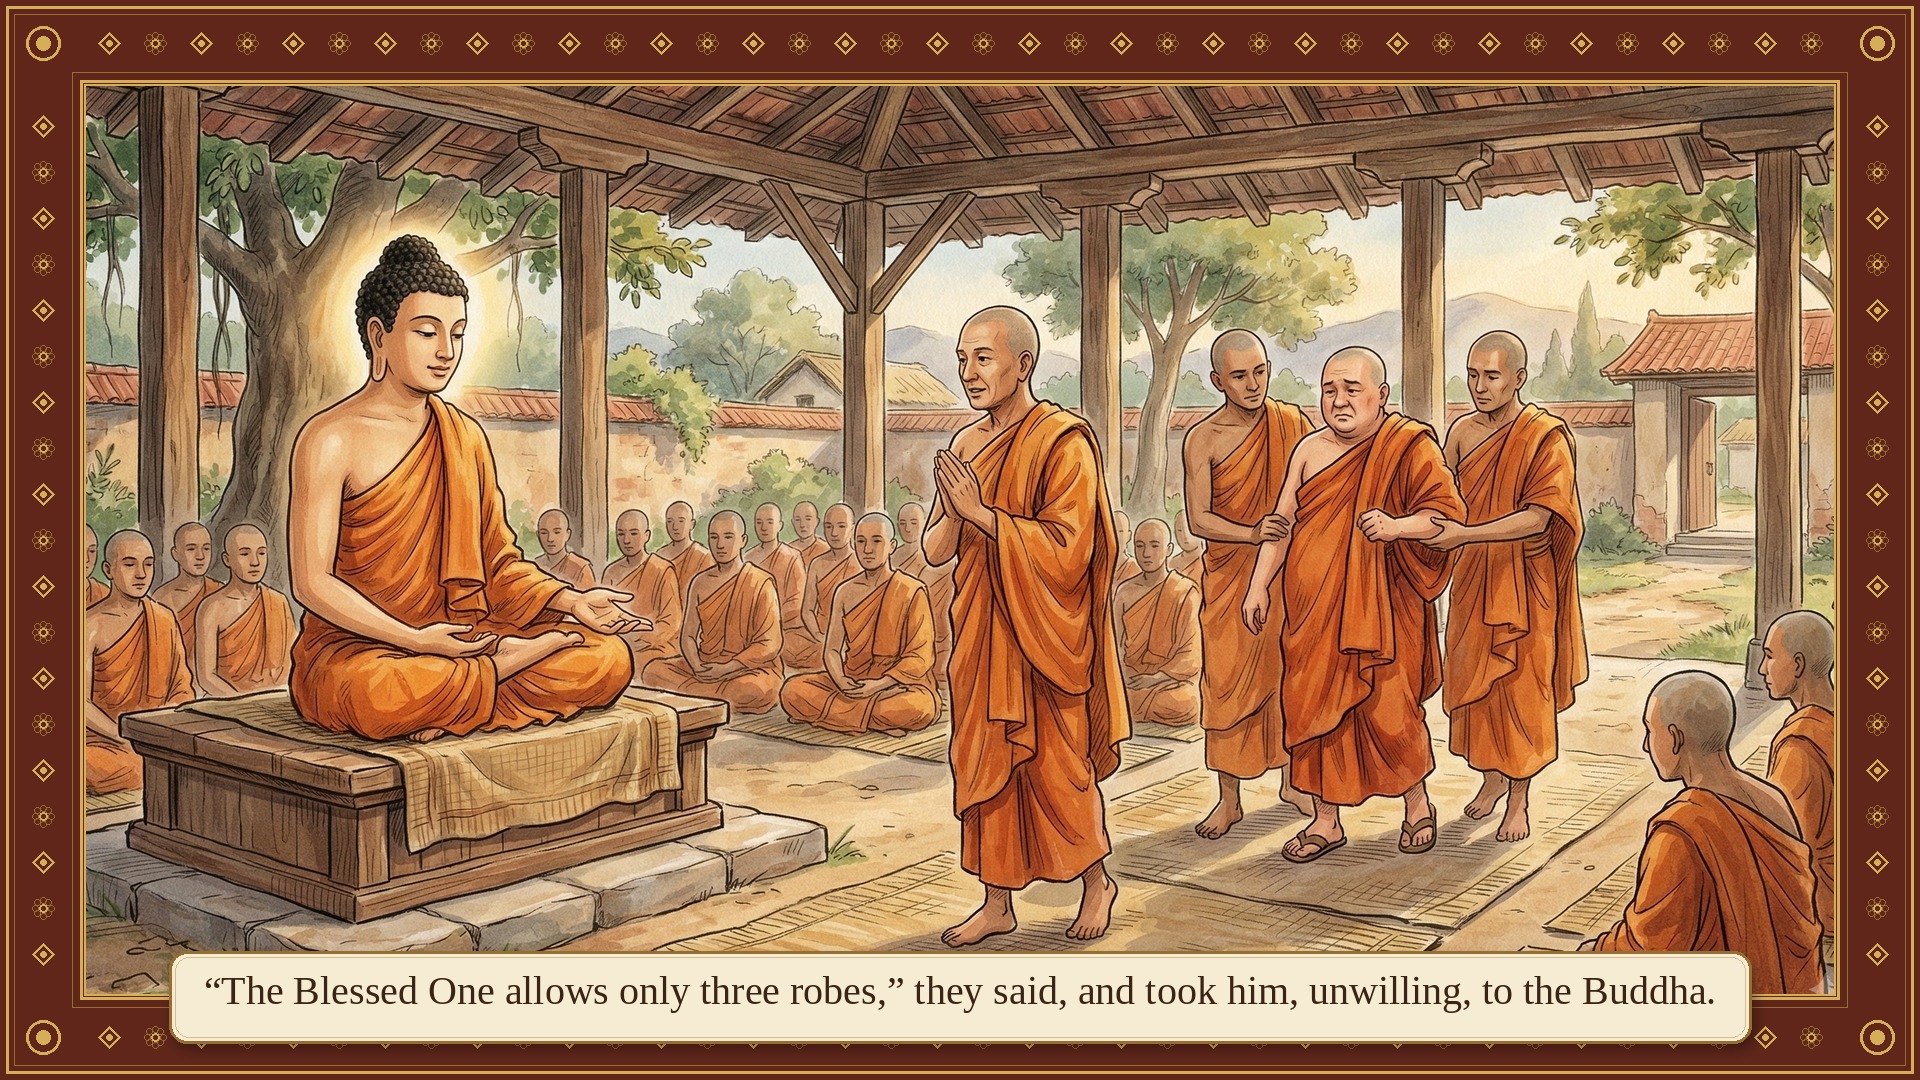 “The Blessed One allows only three robes,” they said, and took him, unwilling, to the Buddha.